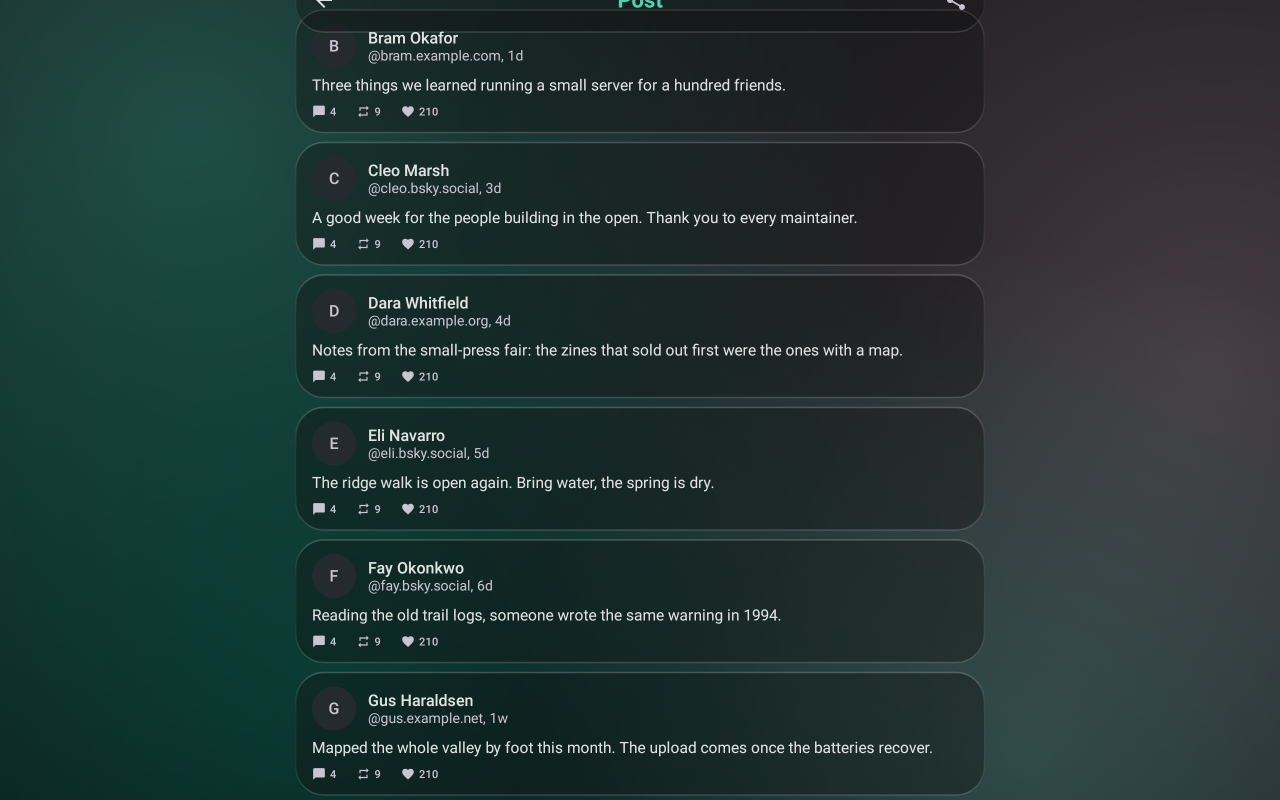 Post
B
Bram Okafor
@bram.example.com, 1d
Three things we learned running a small server for a hundred friends.
4 9 210
C
Cleo Marsh
@cleo.bsky.social, 3d
A good week for the people building in the open. Thank you to every maintainer.
4 9 210
D
Dara Whitfield
@dara.example.org, 4d
Notes from the small-press fair: the zines that sold out first were the ones with a map.
4 9 210
E
Eli Navarro
@eli.bsky.social, 5d
The ridge walk is open again. Bring water, the spring is dry.
4 9 210
F
Fay Okonkwo
@fay.bsky.social, 6d
Reading the old trail logs, someone wrote the same warning in 1994.
4 9 210
G
Gus Haraldsen
@gus.example.net, 1w
Mapped the whole valley by foot this month. The upload comes once the batteries recover.
4 9 210